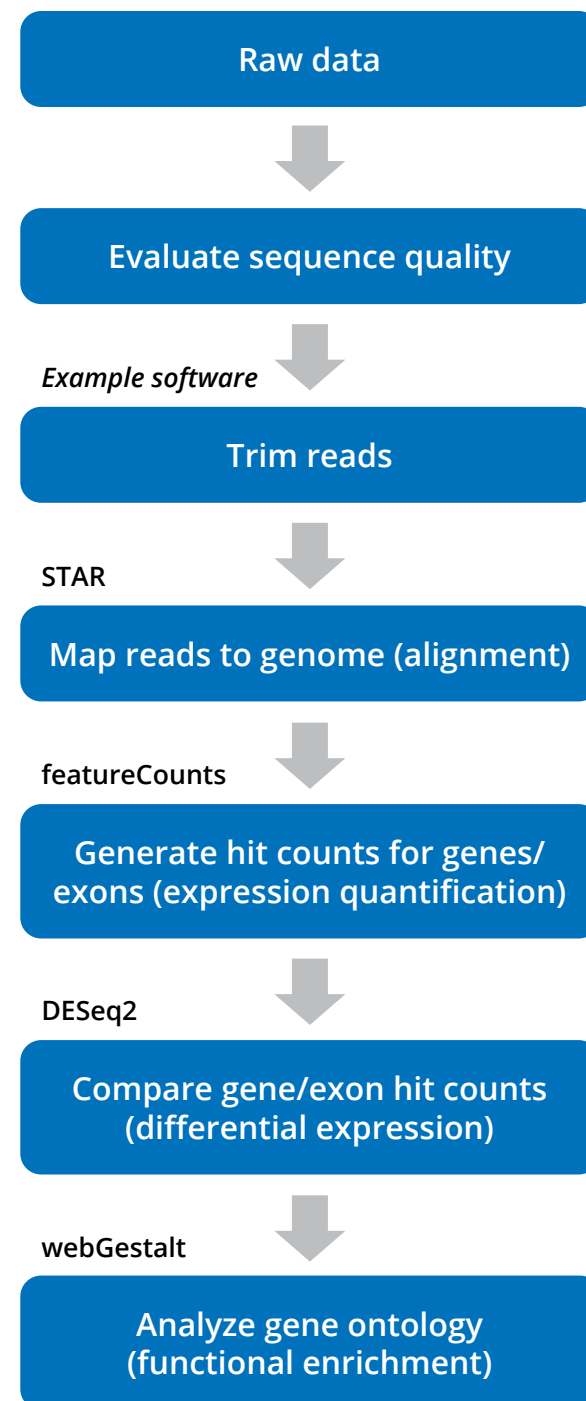 Raw data
Evaluate sequence quality
Example software
Trim reads
STAR
Map reads to genome (alignment)
featureCounts
Generate hit counts for genes/
exons (expression quantification)
DESeq2
Compare gene/exon hit counts
(differential expression)
webGestalt
Analyze gene ontology
(functional enrichment)